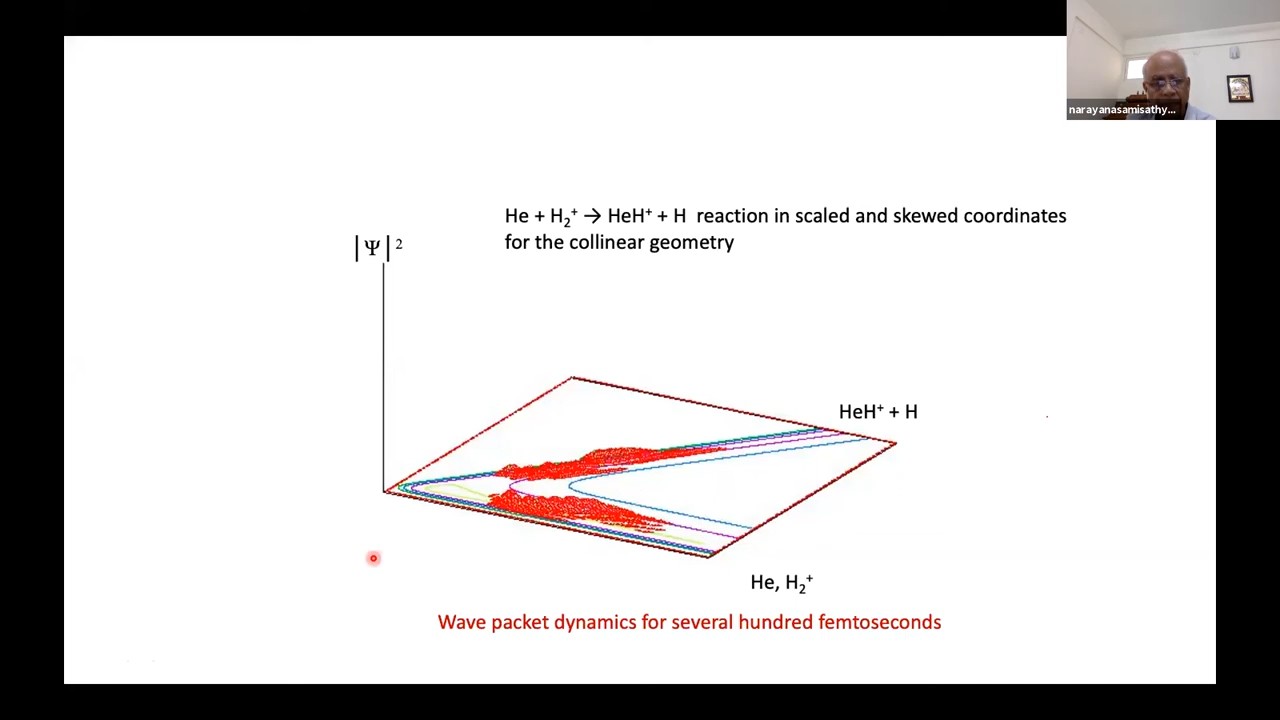 narayanasamisathy...
He + H₂⁺ → HeH⁺ + H reaction in scaled and skewed coordinates
for the collinear geometry
|Ψ|²
HeH⁺ + H
He, H₂⁺
Wave packet dynamics for several hundred femtoseconds